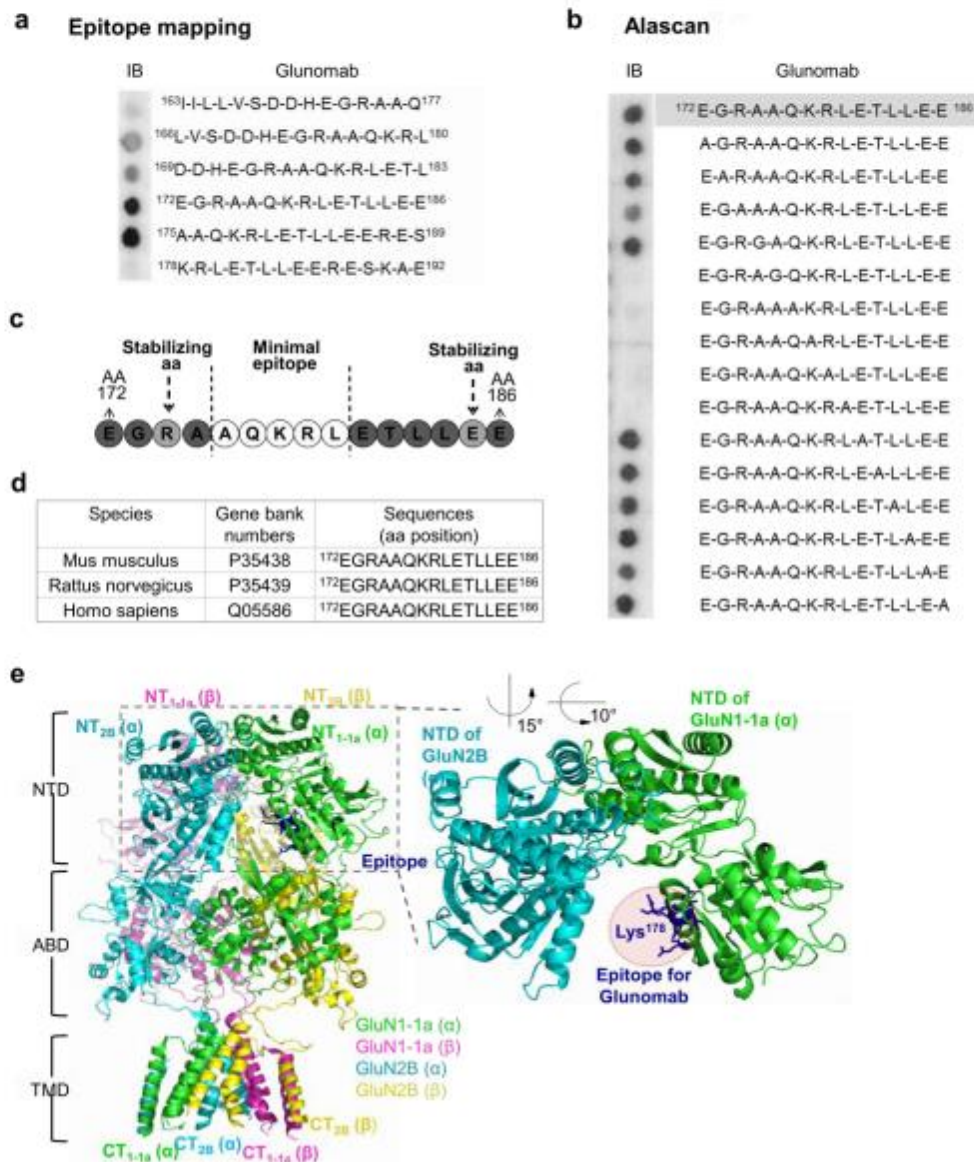 a Epitope mapping
IB Glunomab
163I-I-L-L-V-S-D-D-H-E-G-R-A-A-Q177
166L-V-S-D-D-H-E-G-R-A-A-Q-K-R-L180
169D-D-H-E-G-R-A-A-Q-K-R-L-E-T-L183
172E-G-R-A-A-Q-K-R-L-E-T-L-L-E-E186
175A-A-Q-K-R-L-E-T-L-L-E-E-R-E-S189
178K-R-L-E-T-L-L-E-E-R-E-S-K-A-E192
b Alascan
IB Glunomab
172E-G-R-A-A-Q-K-R-L-E-T-L-L-E-E186
A-G-R-A-A-Q-K-R-L-E-T-L-L-E-E
E-A-R-A-A-Q-K-R-L-E-T-L-L-E-E
E-G-A-A-A-Q-K-R-L-E-T-L-L-E-E
E-G-R-G-A-Q-K-R-L-E-T-L-L-E-E
E-G-R-A-G-Q-K-R-L-E-T-L-L-E-E
E-G-R-A-A-A-K-R-L-E-T-L-L-E-E
E-G-R-A-A-Q-A-R-L-E-T-L-L-E-E
E-G-R-A-A-Q-K-A-L-E-T-L-L-E-E
E-G-R-A-A-Q-K-R-A-E-T-L-L-E-E
E-G-R-A-A-Q-K-R-L-A-T-L-L-E-E
E-G-R-A-A-Q-K-R-L-E-A-L-L-E-E
E-G-R-A-A-Q-K-R-L-E-T-A-L-E-E
E-G-R-A-A-Q-K-R-L-E-T-L-A-E-E
E-G-R-A-A-Q-K-R-L-E-T-L-L-A-E
E-G-R-A-A-Q-K-R-L-E-T-L-L-E-A
c
Stabilizing aa
Minimal epitope
Stabilizing aa
AA 172
AA 186
E G R A A Q K R L E T L L E E
d
Species Gene bank numbers Sequences (aa position)
Mus musculus P35438 172EGRAAQKRLETLLEE186
Rattus norvegicus P35439 172EGRAAQKRLETLLEE186
Homo sapiens Q05586 172EGRAAQKRLETLLEE186
e
NT1-1a (β)
NT2B (β)
NT2B (α)
NT1-1a (α)
NTD
Epitope
ABD
GluN1-1a (α)
GluN1-1a (β)
GluN2B (α)
GluN2B (β)
TMD
CT1-1a (α)
CT2B (α)
CT1-1a (β)
CT2B (β)
15°
10°
NTD of
GluN2B
NTD of
GluN1-1a (α)
Lys178
Epitope for
Glunomab